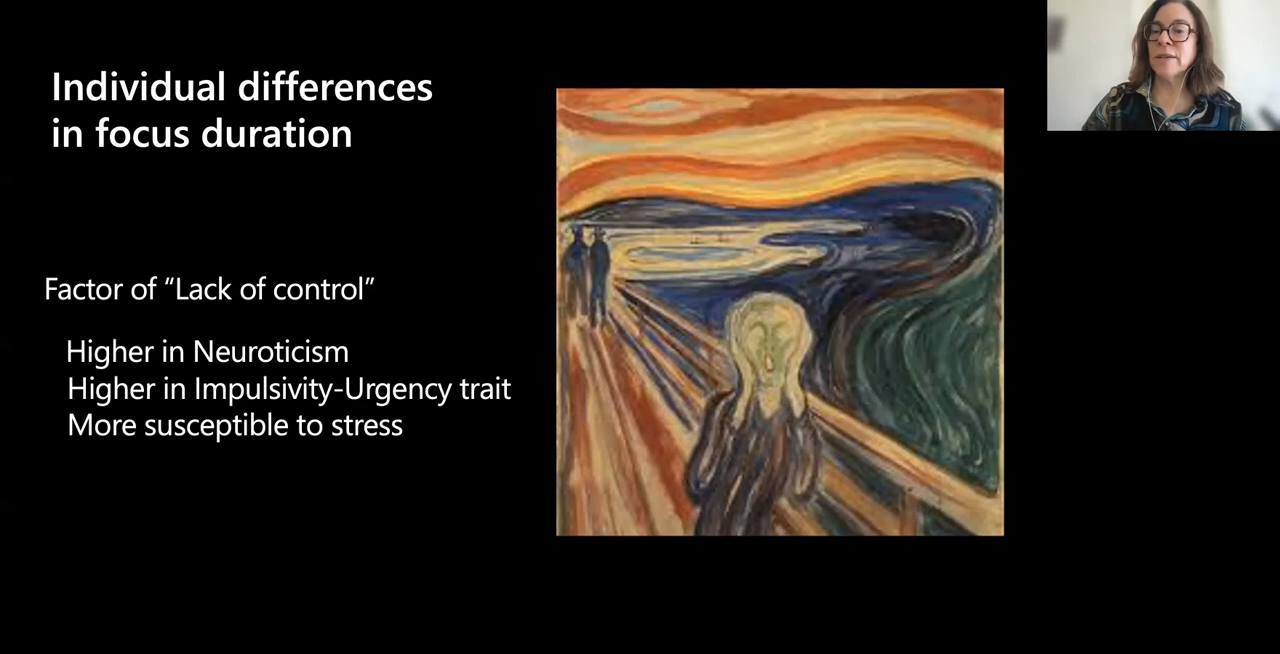 Individual differences
in focus duration
Factor of “Lack of control”
Higher in Neuroticism
Higher in Impulsivity-Urgency trait
More susceptible to stress